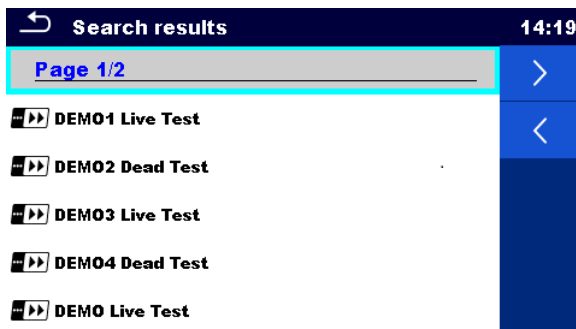 Search results
14:19
Page 1/2
DEMO1 Live Test
DEMO2 Dead Test
DEMO3 Live Test
DEMO4 Dead Test
DEMO Live Test